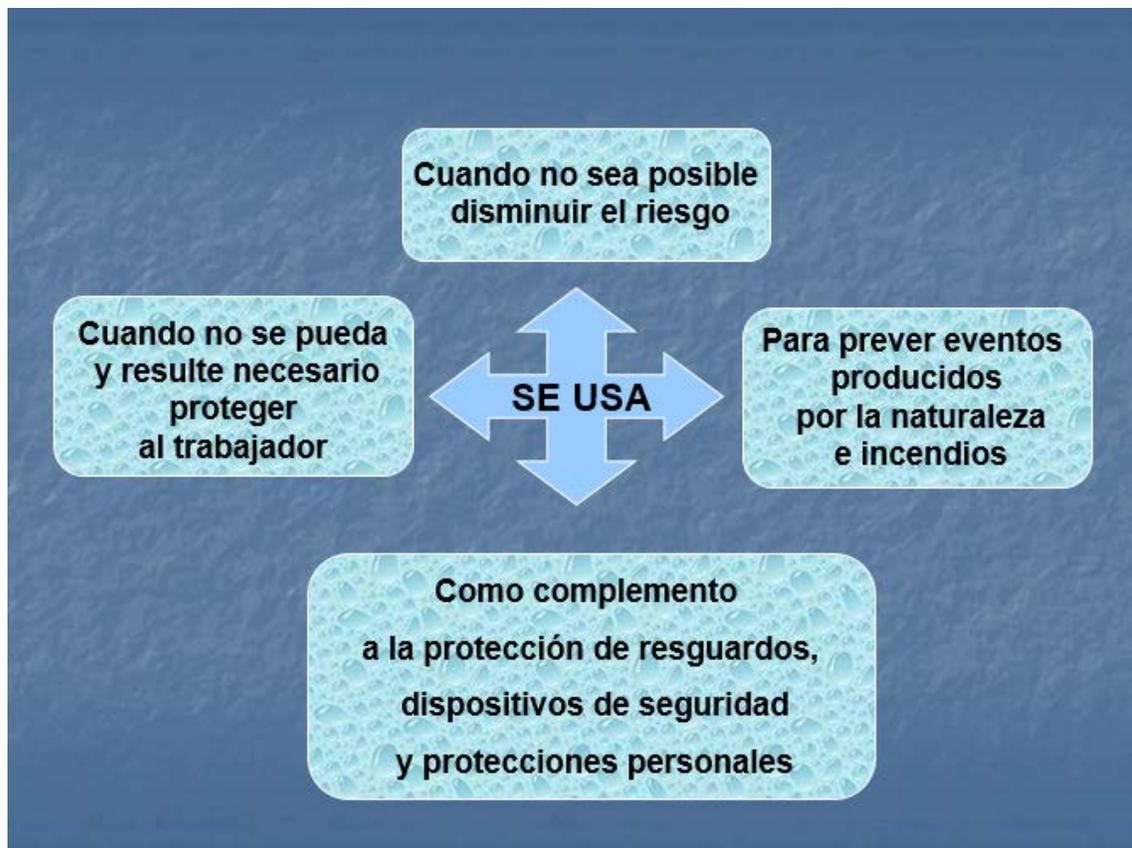 Cuando no sea posible
disminuir el riesgo
Cuando no se pueda
y resulte necesario
proteger
al trabajador
SE USA
Para prever eventos
producidos
por la naturaleza
e incendios
Como complemento
a la protección de resguardos,
dispositivos de seguridad
y protecciones personales